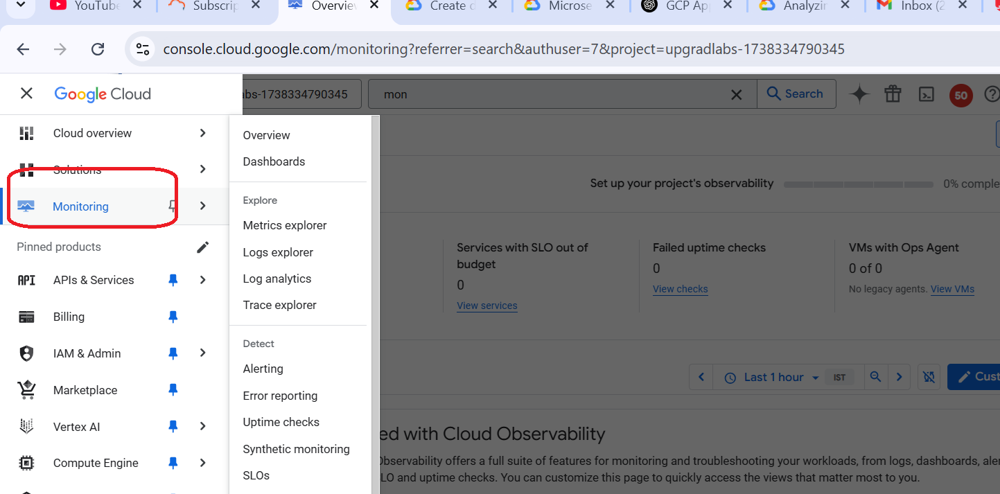 YouTube
Subscrip
Overview
Create d
Microse
GCP App
Analyzin
Inbox (2
console.cloud.google.com/monitoring?referrer=search&authuser=7&project=upgradlabs-1738334790345
Google Cloud
abs-1738334790345
mon
Search
50
Cloud overview
Solutions
Monitoring
Pinned products
API APIs & Services
Billing
IAM & Admin
Marketplace
Vertex AI
Compute Engine
Overview
Dashboards
Explore
Metrics explorer
Logs explorer
Log analytics
Trace explorer
Detect
Alerting
Error reporting
Uptime checks
Synthetic monitoring
SLOs
Set up your project's observability 0% comple
Services with SLO out of
budget
0
View services
Failed uptime checks
0
View checks
VMs with Ops Agent
0 of 0
No legacy agents. View VMs
Last 1 hour IST
Cust
ed with Cloud Observability
Observability offers a full suite of features for monitoring and troubleshooting your workloads, from logs, dashboards, aler
LO and uptime checks. You can customize this page to quickly access the views that matter most to you.